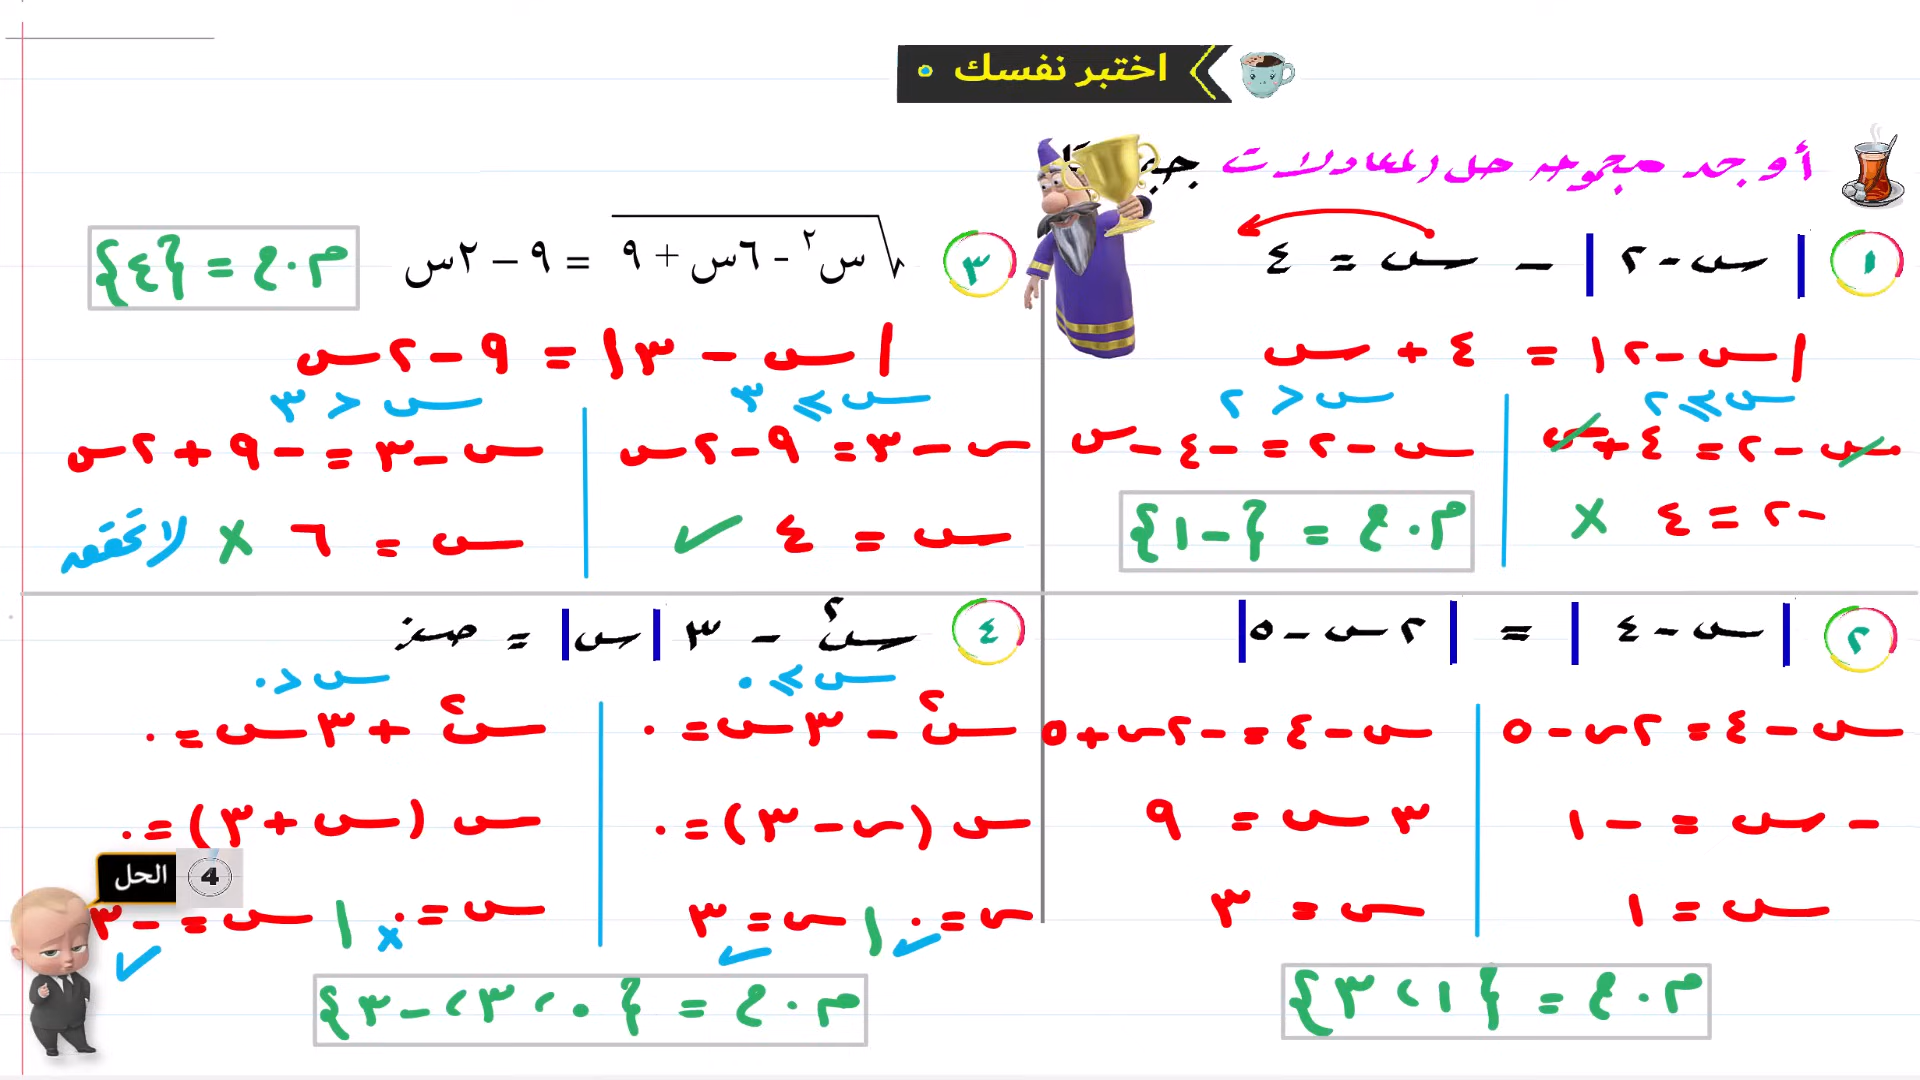 اختبر نفسك
أوجد مجموعة حل المعادلات
١
|س - ٢| - س = ٤
|س - ٢| = ٤ + س
س ⩾ ٢
س - ٢ = ٤ + س
-٢ = ٤ ×
س < ٢
س - ٢ = -٤ - س
م.ح = {-١}
٣
√س٢ - ٦س + ٩ = ٩ – ٢س
م.ح = {٤}
|س - ٣| = ٩ - ٢س
س ⩾ ٣
س - ٣ = ٩ - ٢س
س = ٤ ✓
س < ٣
س - ٣ = -٩ + ٢س
س = ٦ × لا تحققه
٢
|س - ٤| = |٢س - ٥|
س - ٤ = ٢س - ٥
-س = -١
س = ١
س - ٤ = -٢س + ٥
٣س = ٩
س = ٣
م.ح = {١، ٣}
٤
س٢ - ٣|س| = صفر
س ⩾ ٠
س٢ - ٣س = ٠
س(س - ٣) = ٠
س = ٠ ✓ | س = ٣ ✓
س < ٠
س٢ + ٣س = ٠
س(س + ٣) = ٠
س = ٠ × | س = -٣ ✓
م.ح = {٠، ٣، -٣}
الحل 4